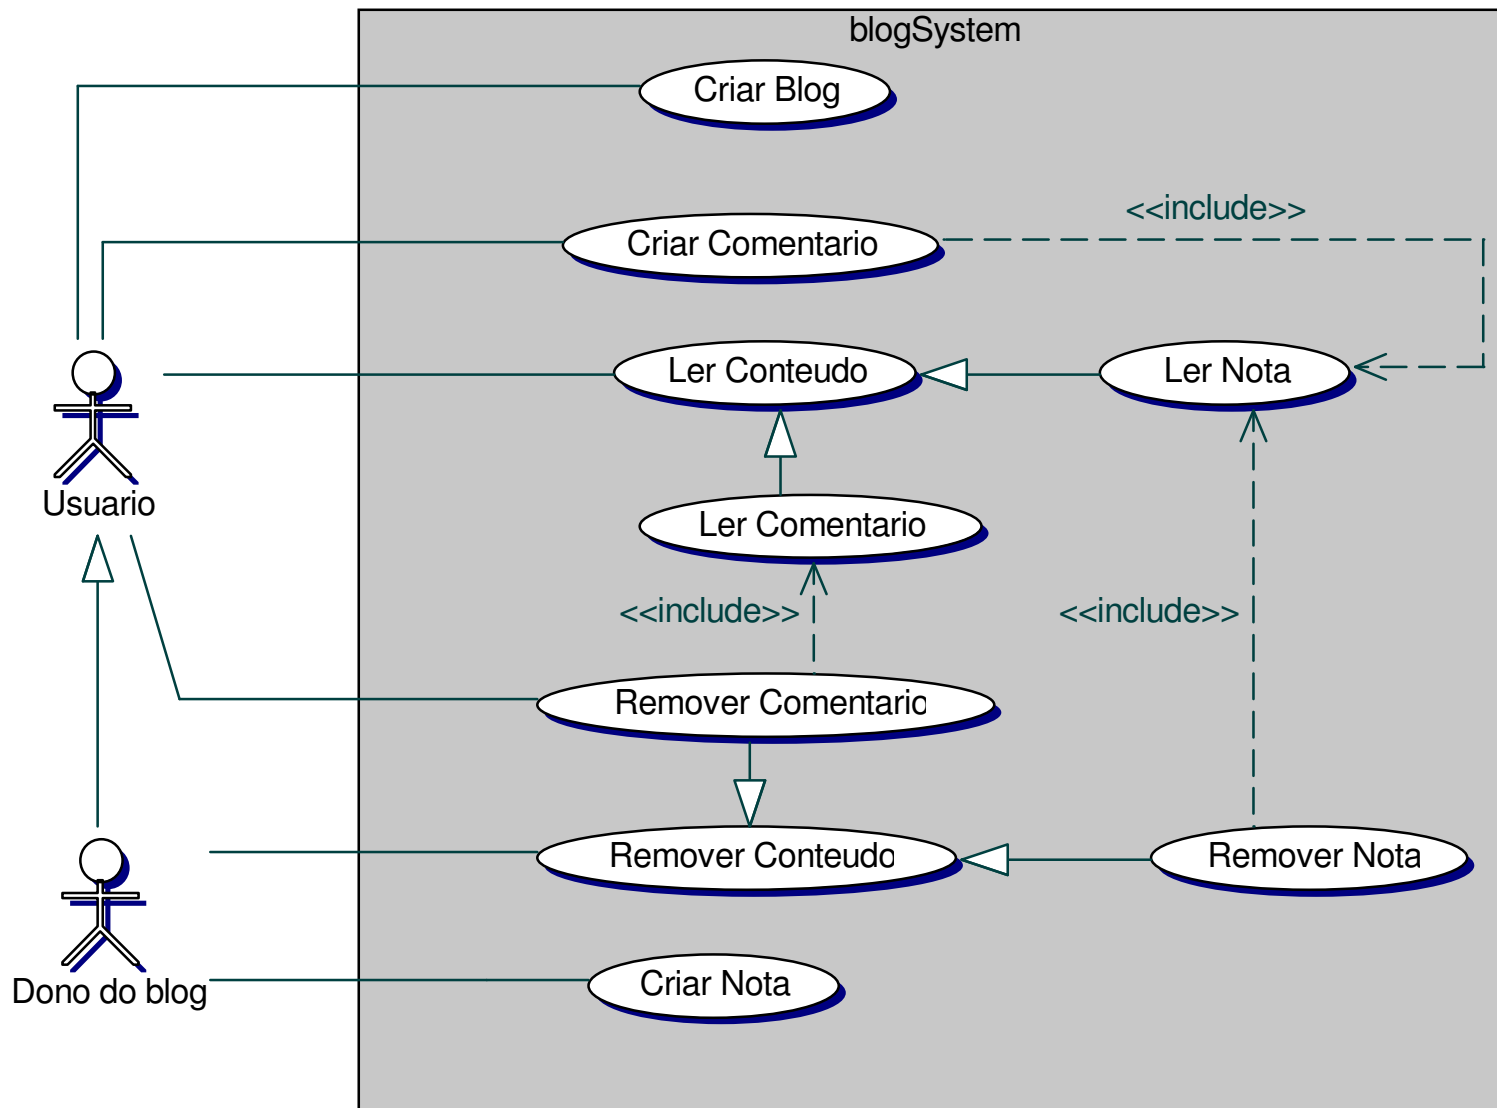 blogSystem
Criar Blog
<<include>>
Criar Comentario
Ler Conteudo
Ler Nota
Usuario
Ler Comentario
<<include>>
<<include>>
Remover Comentario
Remover Conteudo
Remover Nota
Criar Nota
Dono do blog